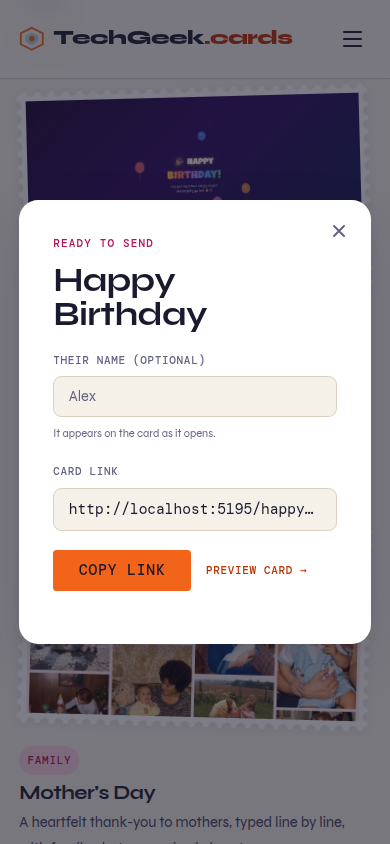 TechGeek.cards
HAPPY
BIRTHDAY!
READY TO SEND
Happy
Birthday
THEIR NAME (OPTIONAL)
Alex
It appears on the card as it opens.
CARD LINK
http://localhost:5195/happy…
COPY LINK
PREVIEW CARD →
FAMILY
Mother's Day
A heartfelt thank-you to mothers, typed line by line,